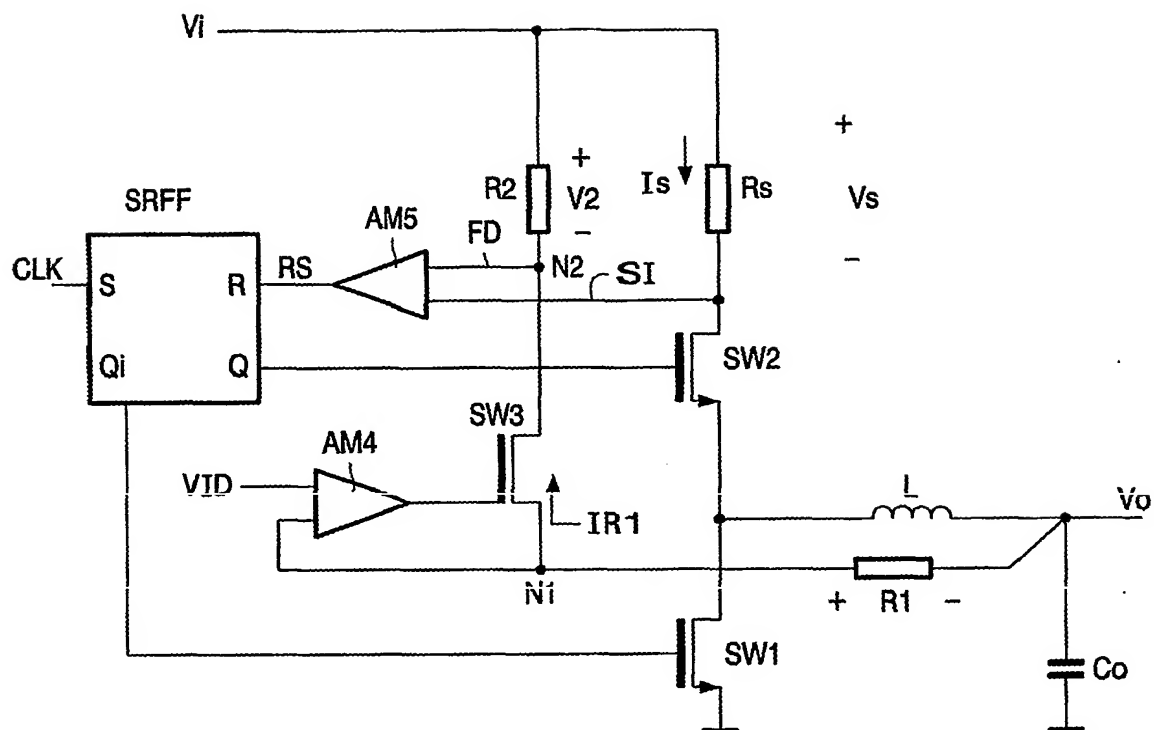 Vi
+
SRFF
R2
+
V2
-
Is
Rs
Vs
-
AM5
FD
N2
CLK
S
R
RS
SI
Qi
Q
SW2
SW3
AM4
VID
IR1
L
Vo
N1
+
R1
-
SW1
Co